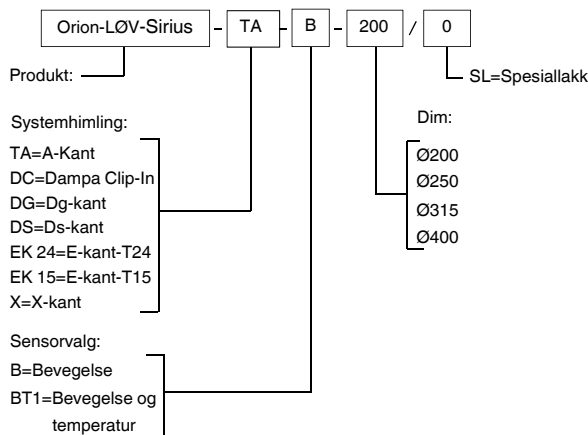 Orion-LØV-Sirius - TA - B - 200 / 0
Produkt:
SL=Spesiallakk
Systemhimling:
TA=A-Kant
DC=Dampa Clip-In
DG=Dg-kant
DS=Ds-kant
EK 24=E-kant-T24
EK 15=E-kant-T15
X=X-kant
Dim:
Ø200
Ø250
Ø315
Ø400
Sensorvalg:
B=Bevegelse
BT1=Bevegelse og
temperatur